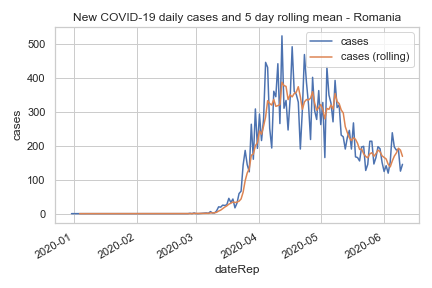 New COVID-19 daily cases and 5 day rolling mean - Romania
cases
cases (rolling)
cases
500
400
300
200
100
0
2020-01
2020-02
2020-03
2020-04
2020-05
2020-06
dateRep